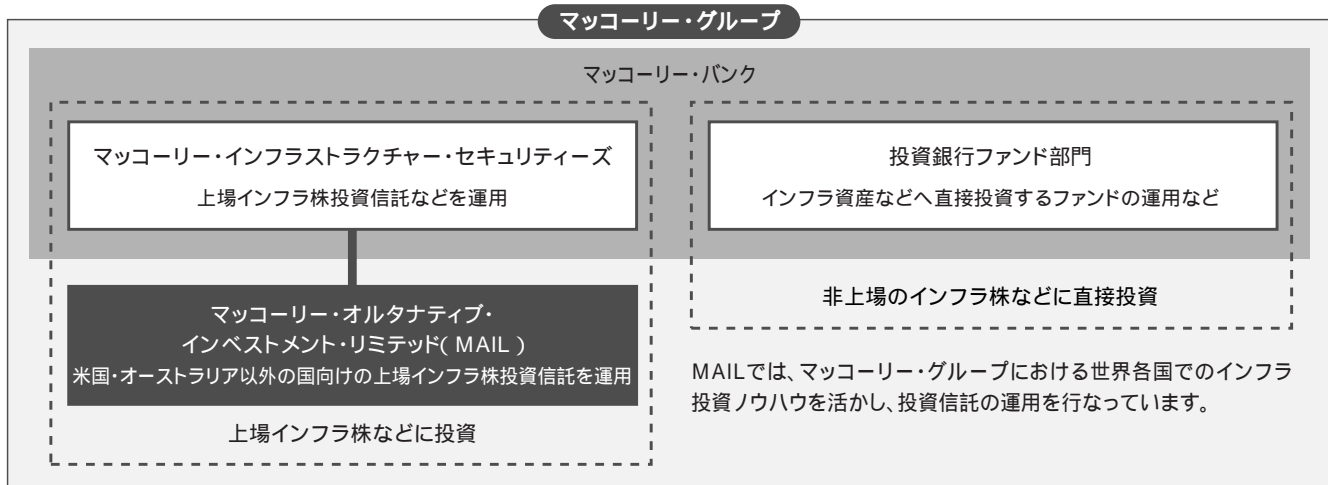 マッコーリー・グループ
マッコーリー・バンク
マッコーリー・インフラストラクチャー・セキュリティーズ
上場インフラ株投資信託などを運用
マッコーリー・オルタナティブ・
インベストメント・リミテッド( MAIL )
米国・オーストラリア以外の国向けの上場インフラ株投資信託を運用
上場インフラ株などに投資
投資銀行ファンド部門
インフラ資産などへ直接投資するファンドの運用など
非上場のインフラ株などに直接投資
MAILでは、マッコーリー・グループにおける世界各国でのインフラ
投資ノウハウを活かし、投資信託の運用を行なっています。